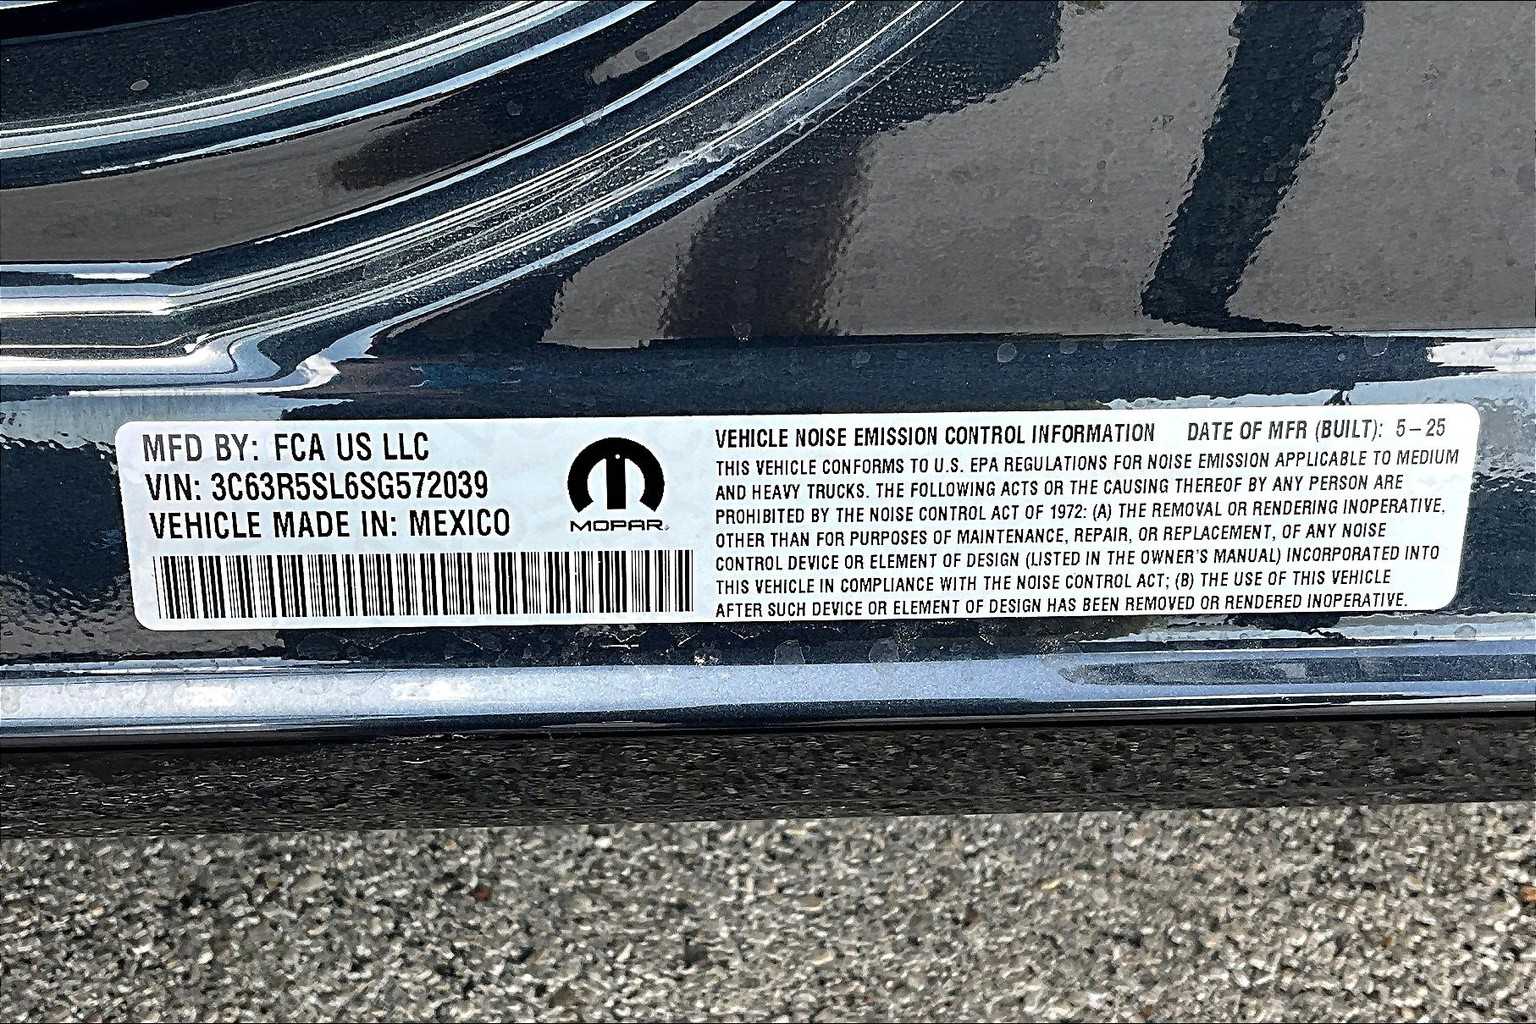 MFD BY: FCA US LLC
VIN: 3C63R5SL6SG572039
VEHICLE MADE IN: MEXICO
MOPAR®
VEHICLE NOISE EMISSION CONTROL INFORMATION DATE OF MFR (BUILT): 5-25
THIS VEHICLE CONFORMS TO U.S. EPA REGULATIONS FOR NOISE EMISSION APPLICABLE TO MEDIUM
AND HEAVY TRUCKS. THE FOLLOWING ACTS OR THE CAUSING THEREOF BY ANY PERSON ARE
PROHIBITED BY THE NOISE CONTROL ACT OF 1972: (A) THE REMOVAL OR RENDERING INOPERATIVE,
OTHER THAN FOR PURPOSES OF MAINTENANCE, REPAIR, OR REPLACEMENT, OF ANY NOISE
CONTROL DEVICE OR ELEMENT OF DESIGN (LISTED IN THE OWNER'S MANUAL) INCORPORATED INTO
THIS VEHICLE IN COMPLIANCE WITH THE NOISE CONTROL ACT; (B) THE USE OF THIS VEHICLE
AFTER SUCH DEVICE OR ELEMENT OF DESIGN HAS BEEN REMOVED OR RENDERED INOPERATIVE.